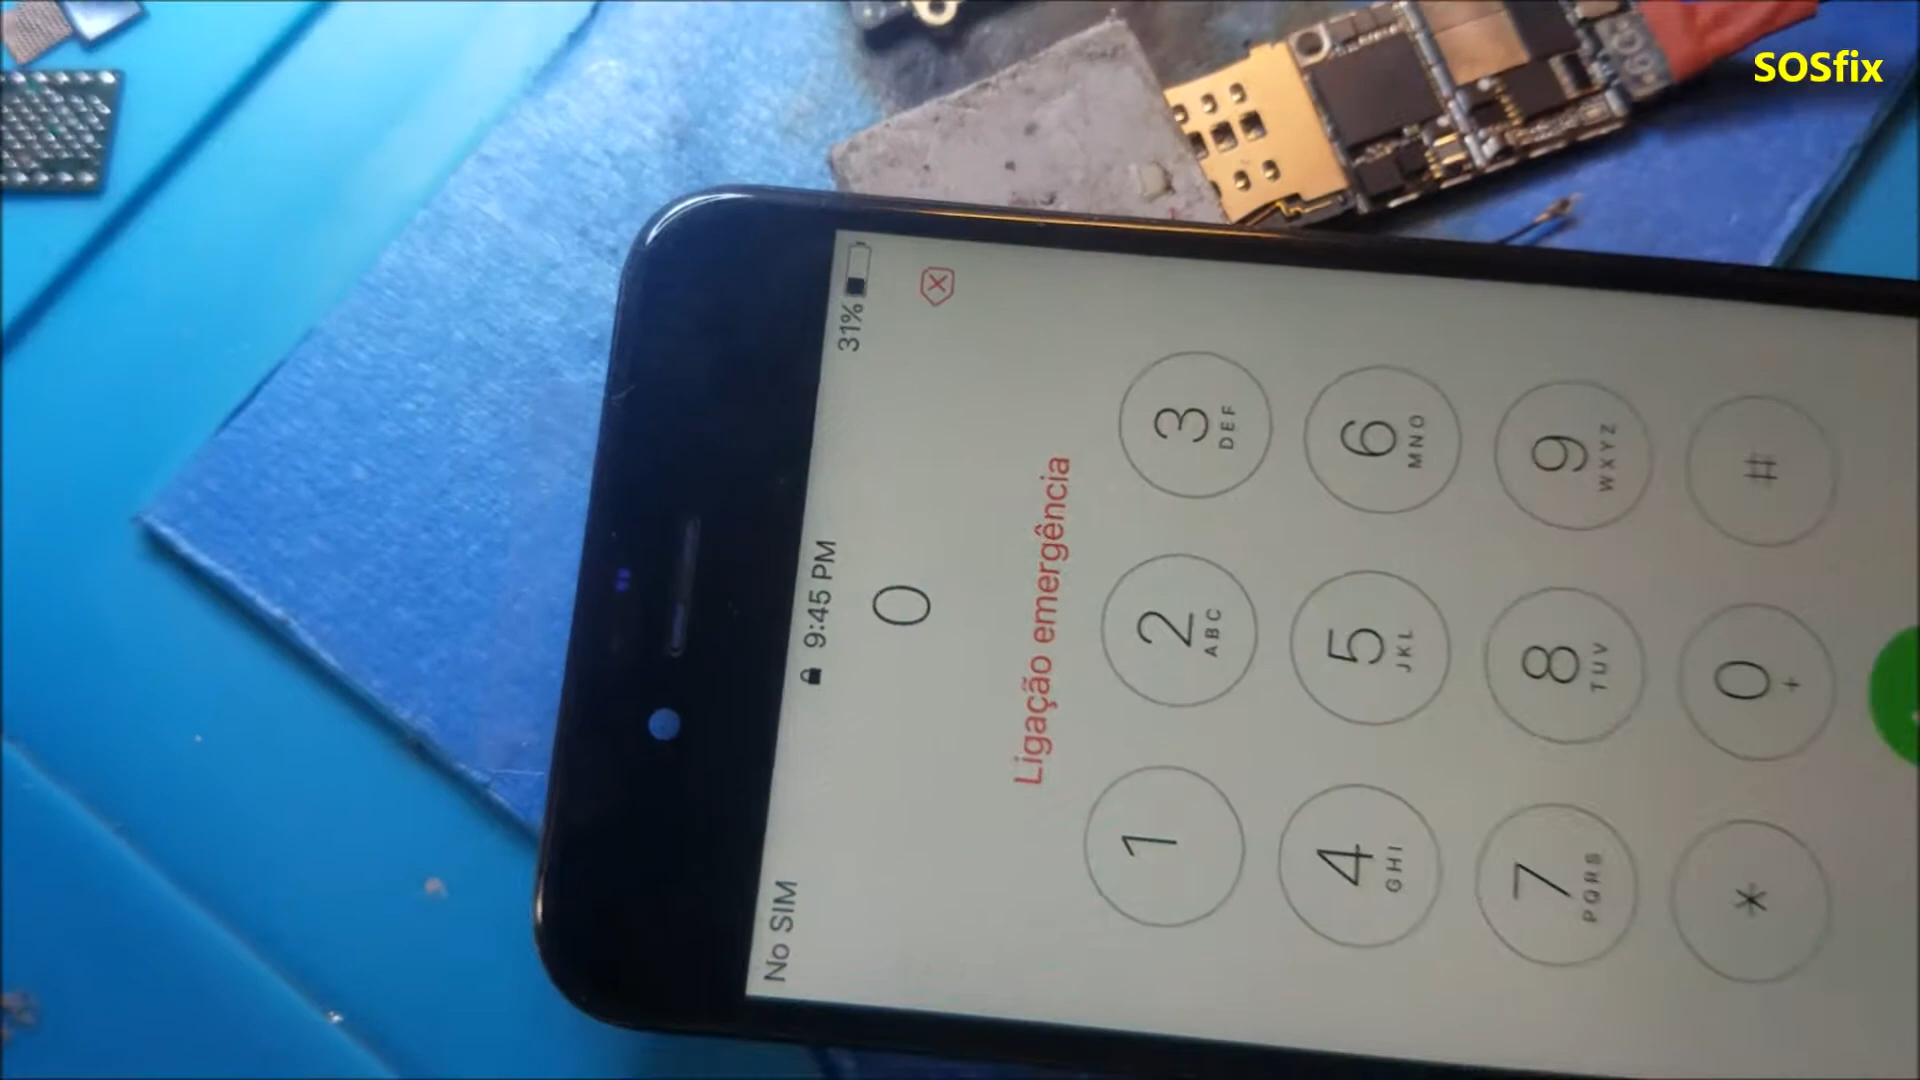 SOSfix
No SIM
9:45 PM
31%
0
Ligação emergência
1
2
ABC
3
DEF
4
GHI
5
JKL
6
MNO
7
PQRS
8
TUV
9
WXYZ
*
0
+
#